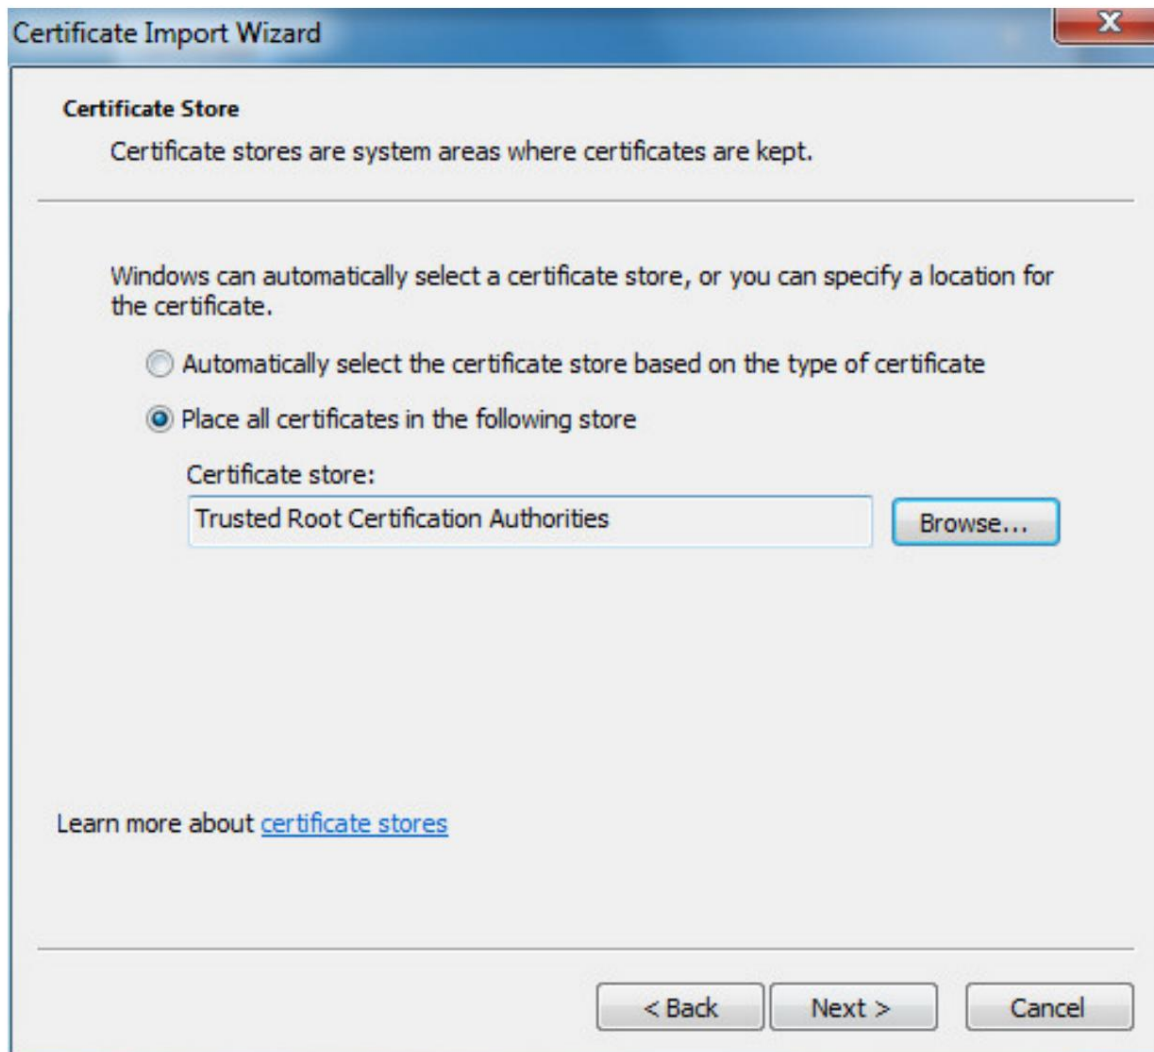 Certificate Import Wizard
X
Certificate Store
Certificate stores are system areas where certificates are kept.
Windows can automatically select a certificate store, or you can specify a location for
the certificate.
Automatically select the certificate store based on the type of certificate
Place all certificates in the following store
Certificate store:
Trusted Root Certification Authorities
Browse...
Learn more about certificate stores
< Back
Next >
Cancel